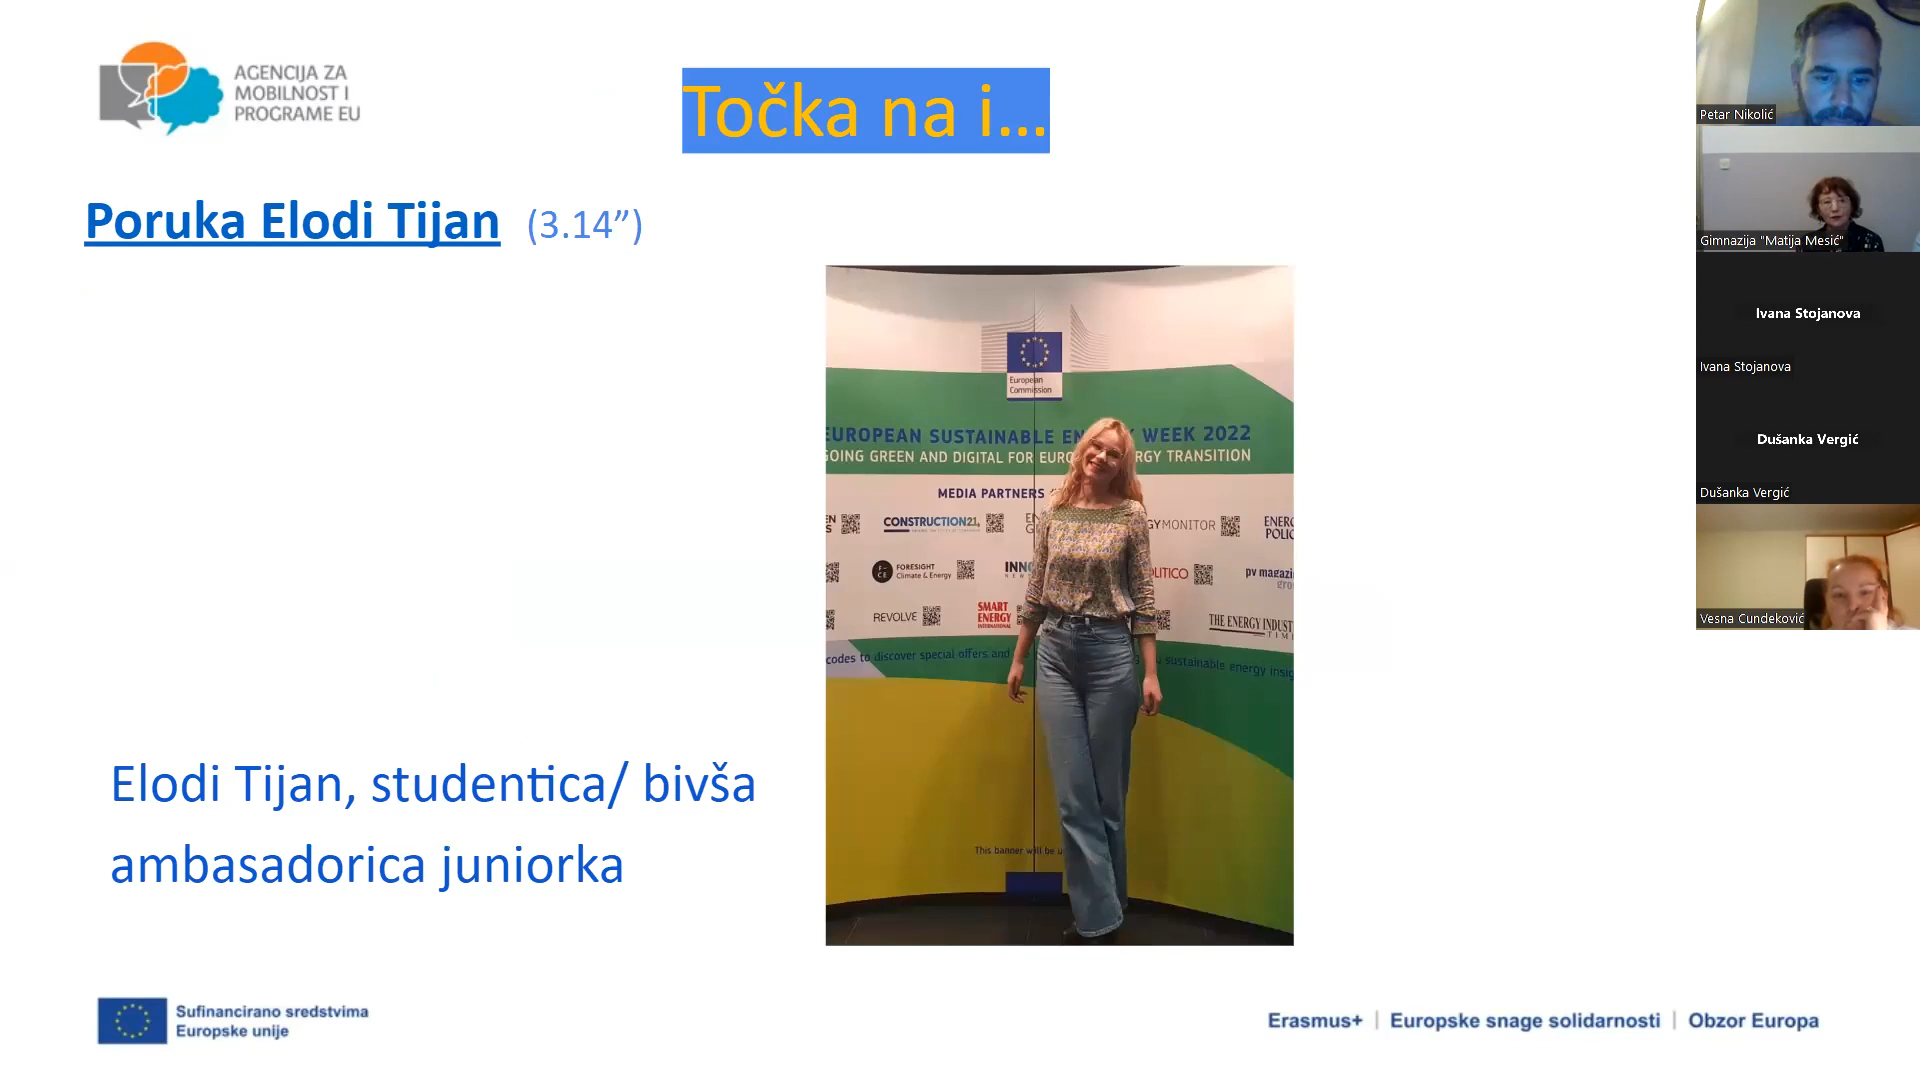 AGENCIJA ZA
MOBILNOST I
PROGRAME EU
Točka na i...
Poruka Elodi Tijan (3.14”)
European
Commission
EUROPEAN SUSTAINABLE EN WEEK 2022
GOING GREEN AND DIGITAL FOR EURO RGY TRANSITION
MEDIA PARTNERS
CONSTRUCTION21
GYMONITOR
FORESIGHT
Climate & Energy
INNO
OLITICO
pv magazi
REVOLVE
SMART
ENERGY
INTERNATIONAL
THE ENERGY INDUST
TIM
codes to discover special offers and
sustainable energy insig
This banner will be u
Elodi Tijan, studentica/ bivša
ambasadorica juniorka
Sufinancirano sredstvima
Europske unije
Erasmus+ | Europske snage solidarnosti | Obzor Europa
Petar Nikolić
Gimnazija "Matija Mesić"
Ivana Stojanova
Ivana Stojanova
Dušanka Vergić
Dušanka Vergić
Vesna Cundeković